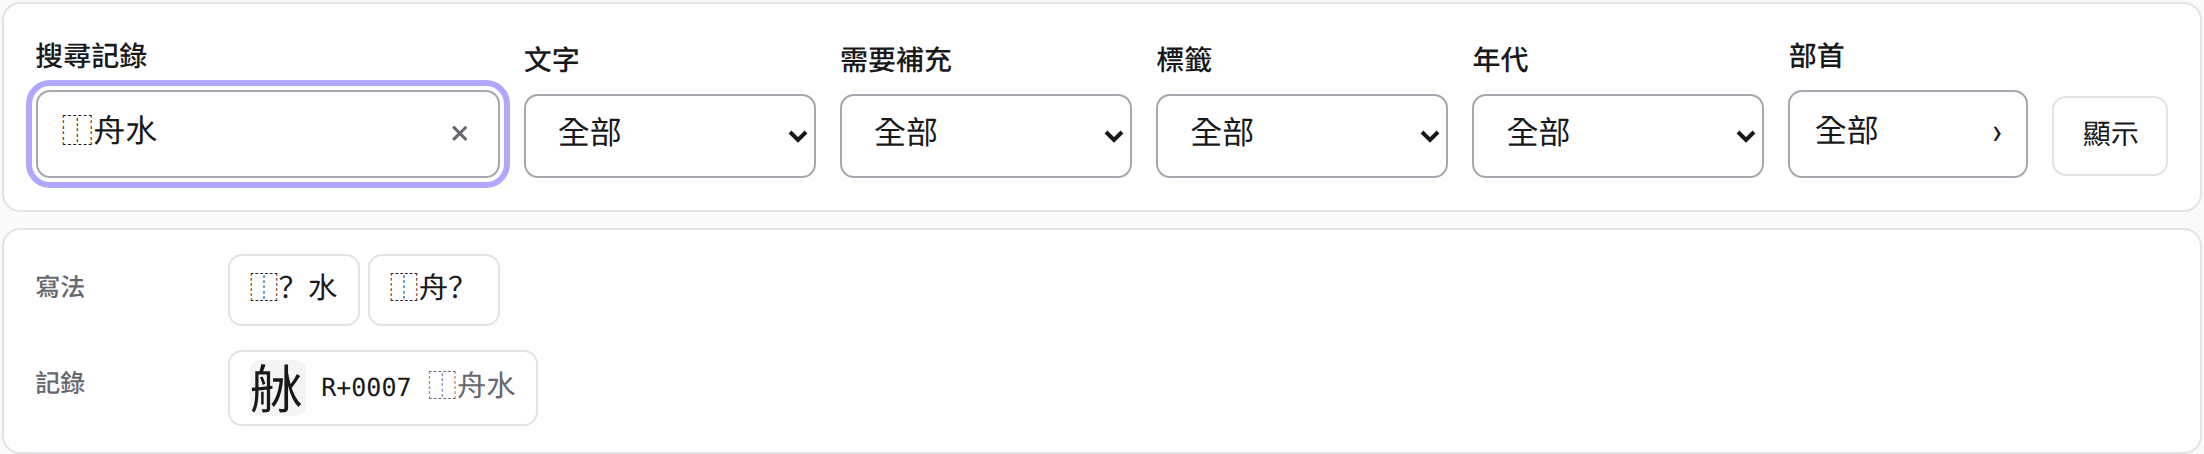 搜尋記錄 文字 需要補充 標籤 年代 部首
⿰舟水 × 全部 全部 全部 全部 全部 › 顯示
寫法 ⿰？水 ⿰舟？
記錄 R+0007 ⿰舟水